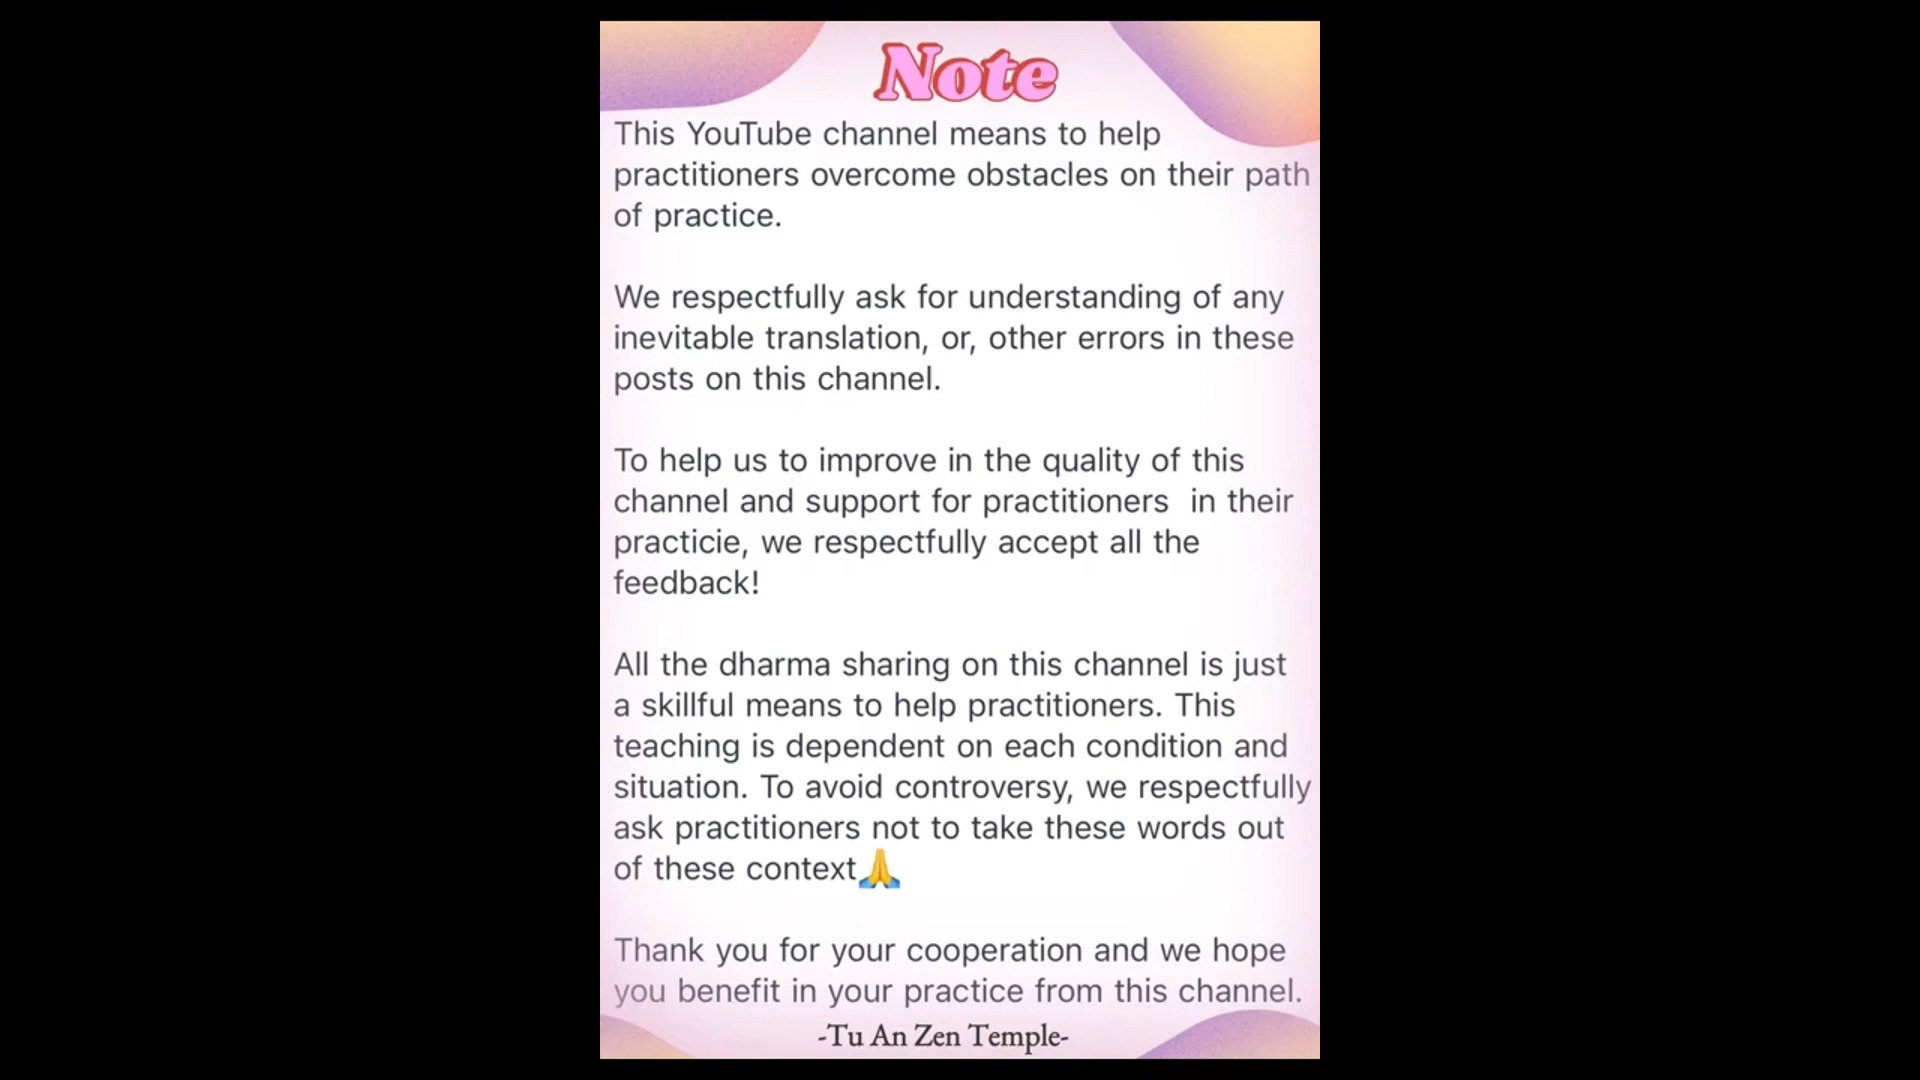 Note
This YouTube channel means to help
practitioners overcome obstacles on their path
of practice.
We respectfully ask for understanding of any
inevitable translation, or, other errors in these
posts on this channel.
To help us to improve in the quality of this
channel and support for practitioners  in their
practicie, we respectfully accept all the
feedback!
All the dharma sharing on this channel is just
a skillful means to help practitioners. This
teaching is dependent on each condition and
situation. To avoid controversy, we respectfully
ask practitioners not to take these words out
of these context🙏
Thank you for your cooperation and we hope
you benefit in your practice from this channel.
-Tu An Zen Temple-